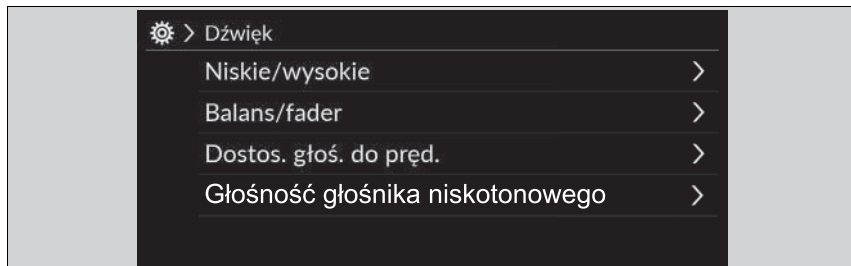 Dźwięk
Niskie/wysokie
Balans/fader
Dostos. głoś. do pręd.
Głośność głośnika niskotonowego